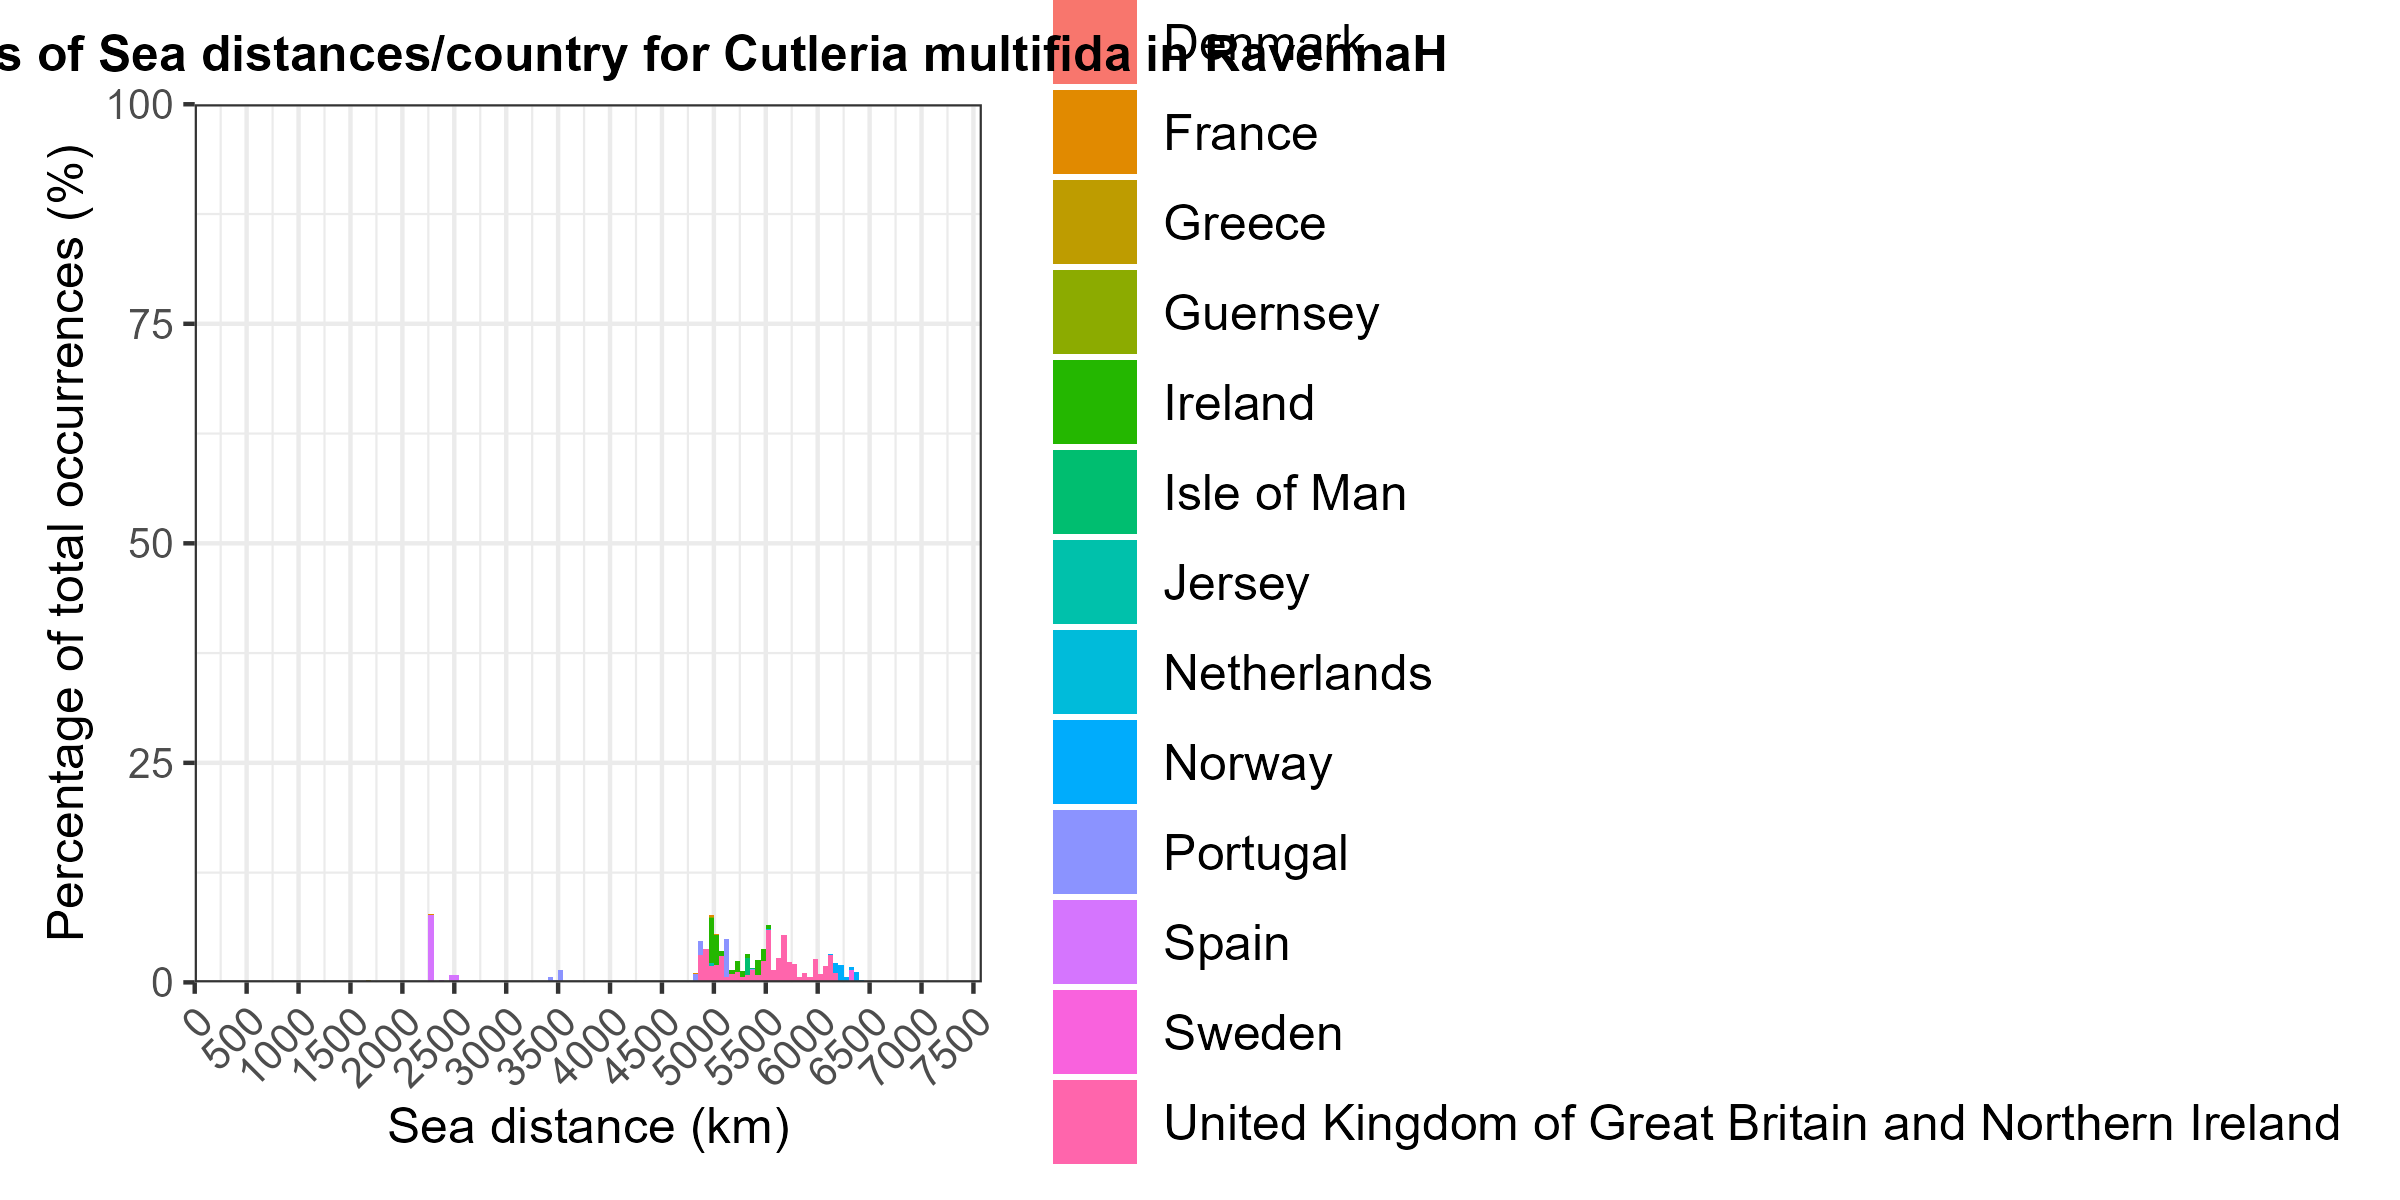 s of Sea distances/country for Cutleria multifida in RavennaH
Percentage of total occurrences (%)
100
75
50
25
0
0
500
1000
1500
2000
2500
3000
3500
4000
4500
5000
5500
6000
6500
7000
7500
Sea distance (km)
Denmark
France
Greece
Guernsey
Ireland
Isle of Man
Jersey
Netherlands
Norway
Portugal
Spain
Sweden
United Kingdom of Great Britain and Northern Ireland